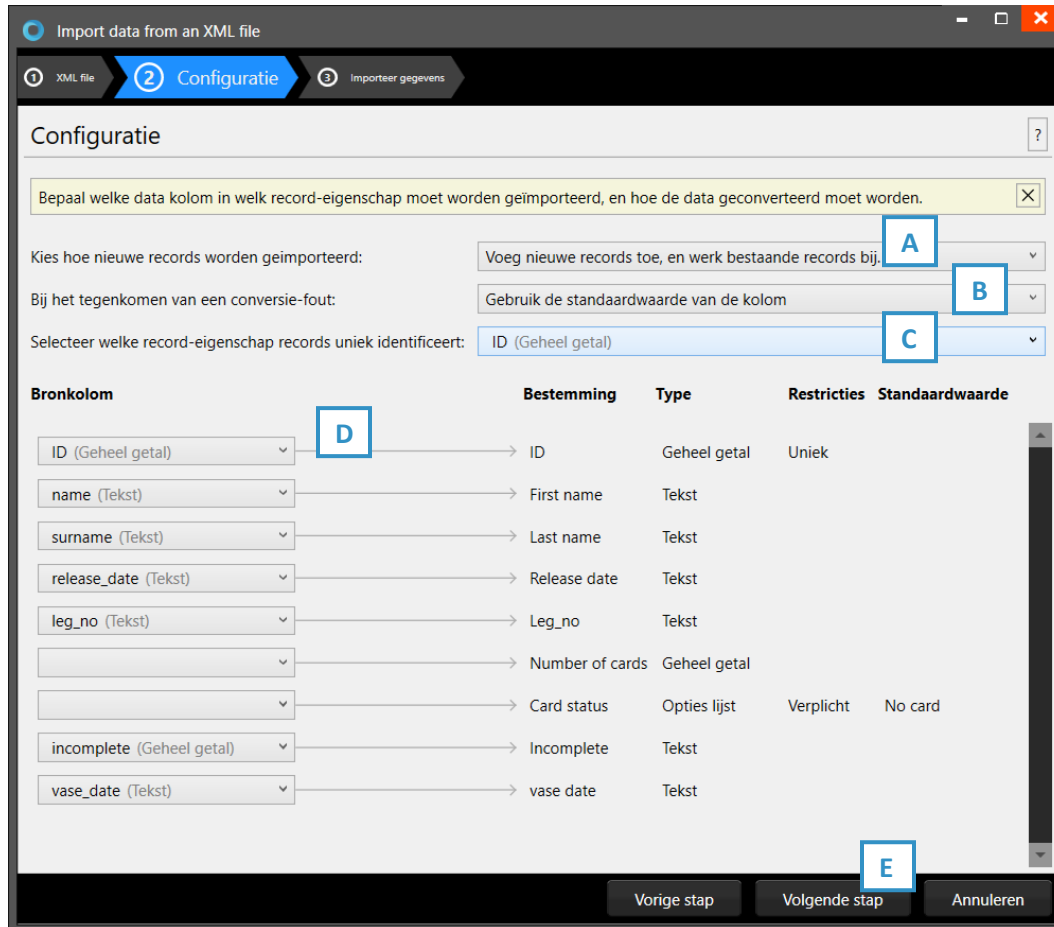 Import data from an XML file
1 XML file 2 Configuratie 3 Importeer gegevens
Configuratie ?
Bepaal welke data kolom in welk record-eigenschap moet worden geïmporteerd, en hoe de data geconverteerd moet worden.
A
Kies hoe nieuwe records worden geimporteerd: Voeg nieuwe records toe, en werk bestaande records bij.
B
Bij het tegenkomen van een conversie-fout: Gebruik de standaardwaarde van de kolom
C
Selecteer welke record-eigenschap records uniek identificeert: ID (Geheel getal)
Bronkolom Bestemming Type Restricties Standaardwaarde
D
ID (Geheel getal) ID Geheel getal Uniek
name (Tekst) First name Tekst
surname (Tekst) Last name Tekst
release_date (Tekst) Release date Tekst
leg_no (Tekst) Leg_no Tekst
Number of cards Geheel getal
Card status Opties lijst Verplicht No card
incomplete (Geheel getal) Incomplete Tekst
vase_date (Tekst) vase date Tekst
E
Vorige stap Volgende stap Annuleren